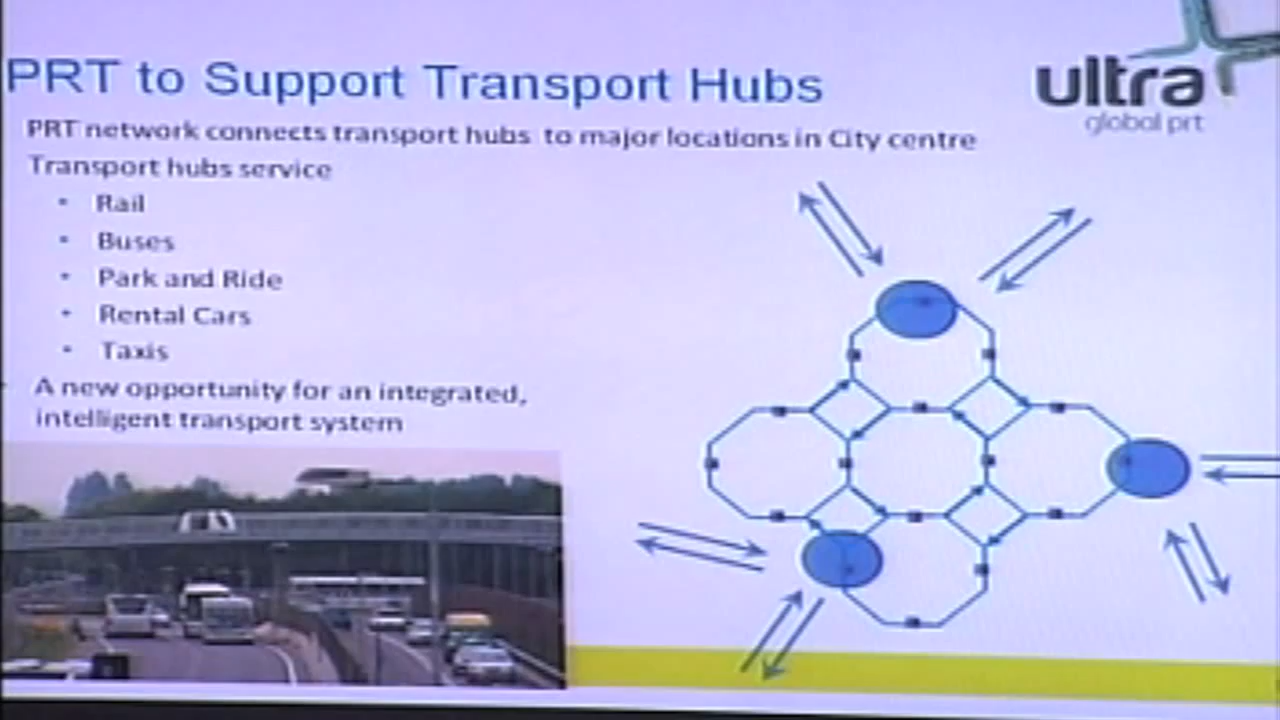 PRT to Support Transport Hubs
ultra
global prt
PRT network connects transport hubs to major locations in City centre
Transport hubs service
• Rail
• Buses
• Park and Ride
• Rental Cars
• Taxis
A new opportunity for an integrated,
intelligent transport system